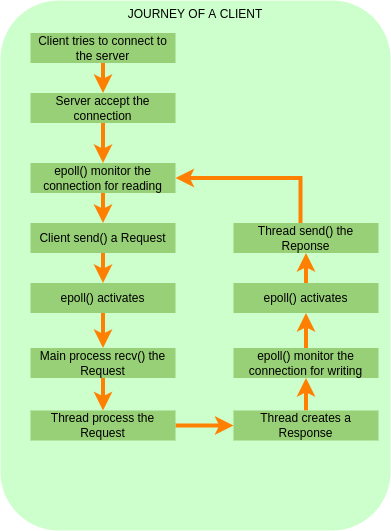 JOURNEY OF A CLIENT
Client tries to connect to
the server
Server accept the
connection
epoll() monitor the
connection for reading
Client send() a Request
epoll() activates
Main process recv() the
Request
Thread process the
Request
Thread creates a
Response
epoll() monitor the
connection for writing
epoll() activates
Thread send() the
Reponse